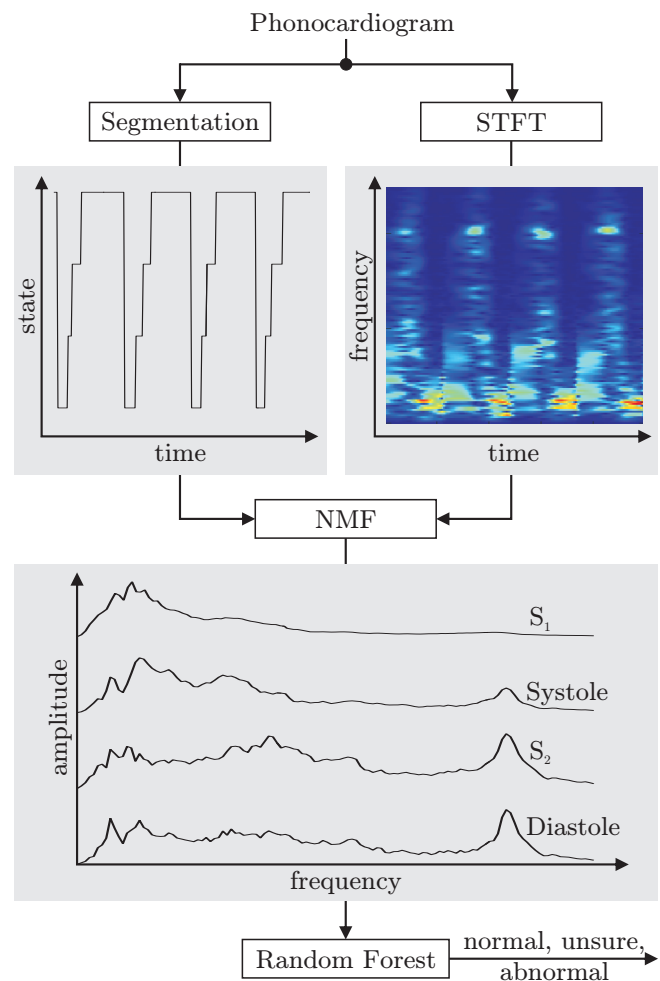 Phonocardiogram
Segmentation
STFT
state
time
frequency
time
NMF
amplitude
S₁
Systole
S₂
Diastole
frequency
Random Forest
normal, unsure,
abnormal